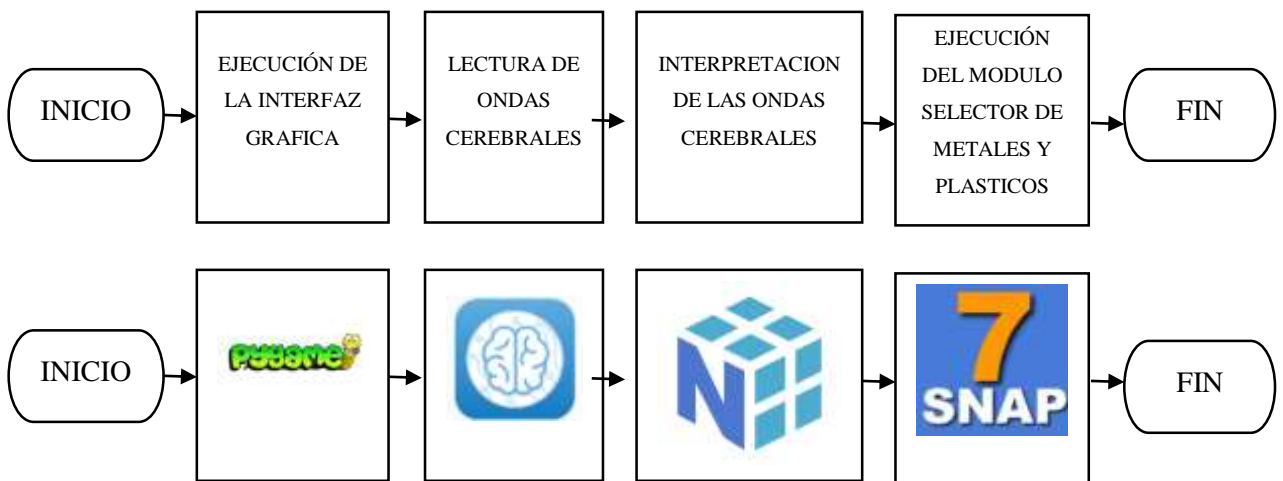 INICIO
EJECUCIÓN DE
LA INTERFAZ
GRAFICA
LECTURA DE
ONDAS
CEREBRALES
INTERPRETACION
DE LAS ONDAS
CEREBRALES
EJECUCIÓN
DEL MODULO
SELECTOR DE
METALES Y
PLASTICOS
FIN
INICIO
PYGAME
N
7
SNAP
FIN